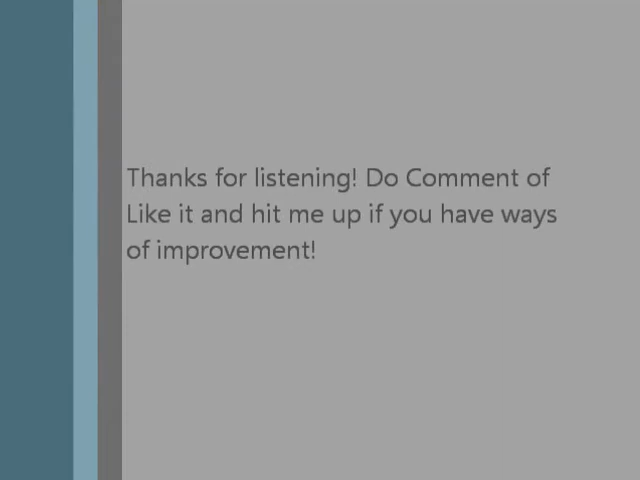 Thanks for listening! Do Comment of
Like it and hit me up if you have ways
of improvement!